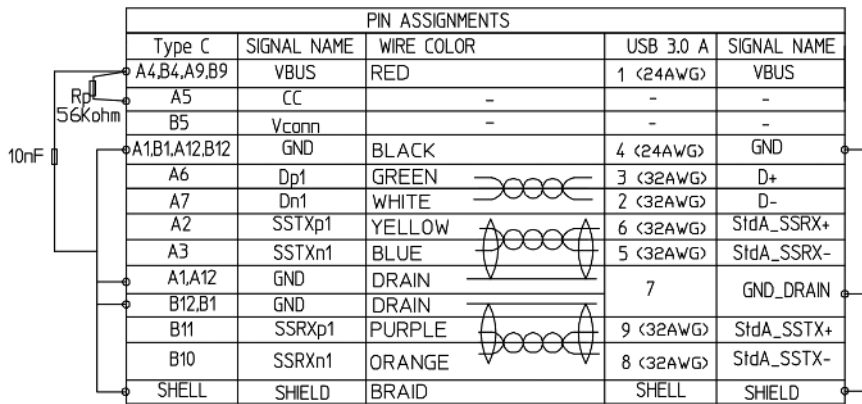 PIN ASSIGNMENTS
Type C SIGNAL NAME WIRE COLOR USB 3.0 A SIGNAL NAME
A4,B4,A9,B9 VBUS RED 1 (24AWG) VBUS
Rp
56Kohm
A5 CC - - -
B5 Vconn - - -
10nF
A1,B1,A12,B12 GND BLACK 4 (24AWG) GND
A6 Dp1 GREEN 3 (32AWG) D+
A7 Dn1 WHITE 2 (32AWG) D-
A2 SSTXp1 YELLOW 6 (32AWG) StdA_SSRX+
A3 SSTXn1 BLUE 5 (32AWG) StdA_SSRX-
A1,A12 GND DRAIN
7 GND_DRAIN
B12,B1 GND DRAIN
B11 SSRXp1 PURPLE 9 (32AWG) StdA_SSTX+
B10 SSRXn1 ORANGE 8 (32AWG) StdA_SSTX-
SHELL SHIELD BRAID SHELL SHIELD